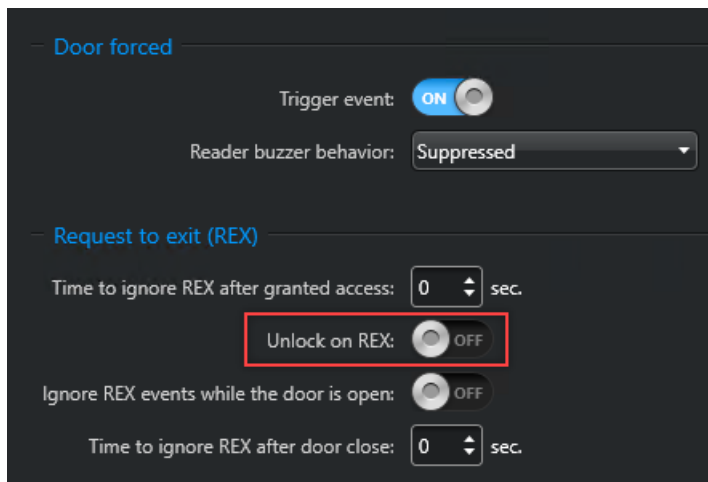 Door forced
Trigger event: ON
Reader buzzer behavior: Suppressed
Request to exit (REX)
Time to ignore REX after granted access: 0 sec.
Unlock on REX: OFF
Ignore REX events while the door is open: OFF
Time to ignore REX after door close: 0 sec.